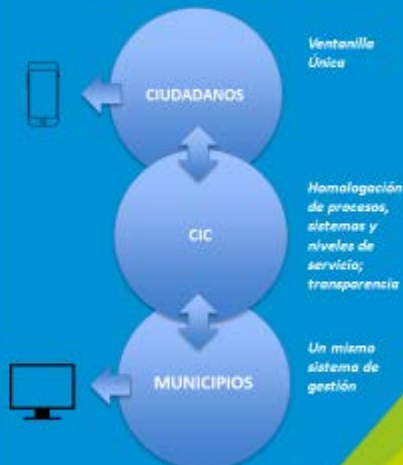 CIUDADANOS
Ventanilla
Única
CIC
Homologación
de procesos,
sistemas y
niveles de
servicio;
transparencia
MUNICIPIOS
Un mismo
sistema de
gestión